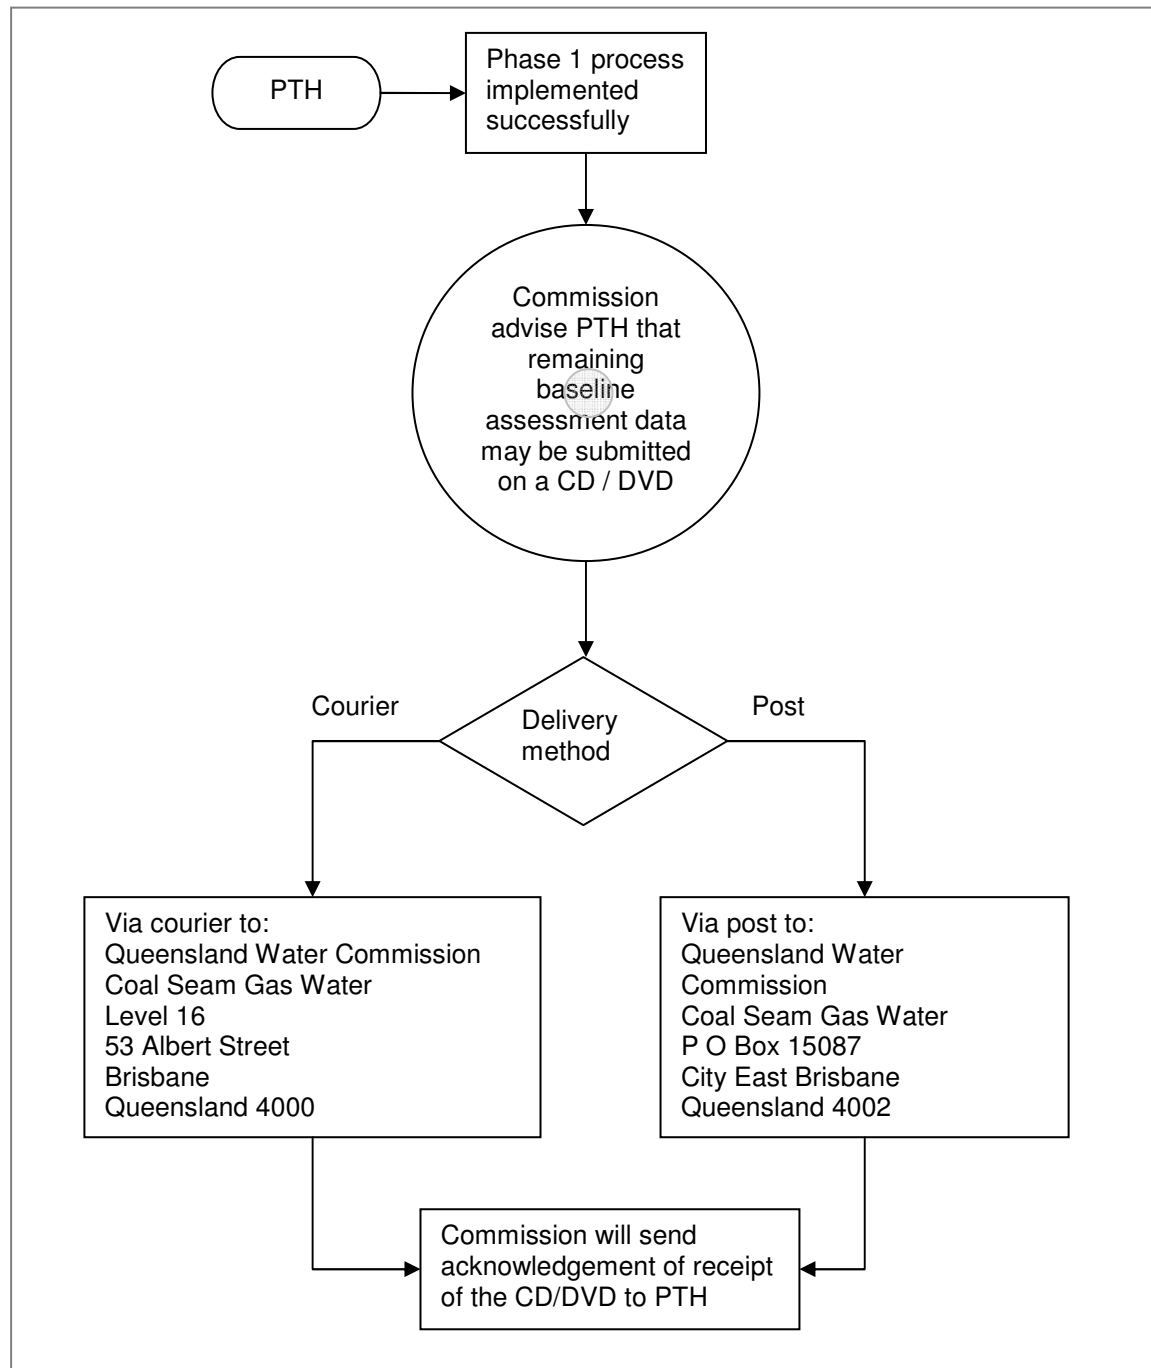 PTH
Phase 1 process
implemented
successfully
Commission
advise PTH that
remaining
baseline
assessment data
may be submitted
on a CD / DVD
Delivery
method
Courier
Post
Via courier to:
Queensland Water Commission
Coal Seam Gas Water
Level 16
53 Albert Street
Brisbane
Queensland 4000
Via post to:
Queensland Water
Commission
Coal Seam Gas Water
P O Box 15087
City East Brisbane
Queensland 4002
Commission will send
acknowledgement of receipt
of the CD/DVD to PTH